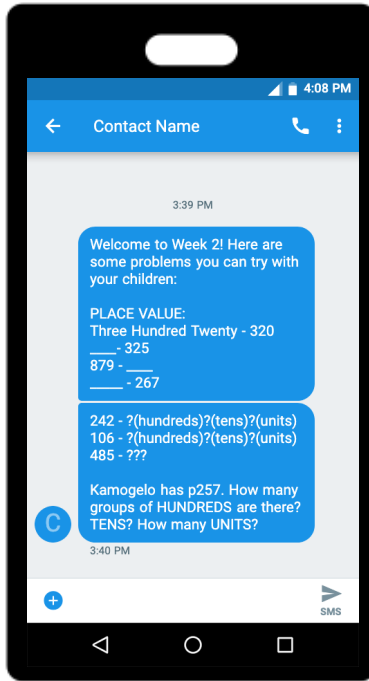 4:08 PM
Contact Name
3:39 PM
Welcome to Week 2! Here are
some problems you can try with
your children:
PLACE VALUE:
Three Hundred Twenty - 320
____- 325
879 - ____
_____ - 267
242 - ?(hundreds)?(tens)?(units)
106 - ?(hundreds)?(tens)?(units)
485 - ???
Kamogelo has p257. How many
groups of HUNDREDS are there?
TENS? How many UNITS?
C
3:40 PM
SMS